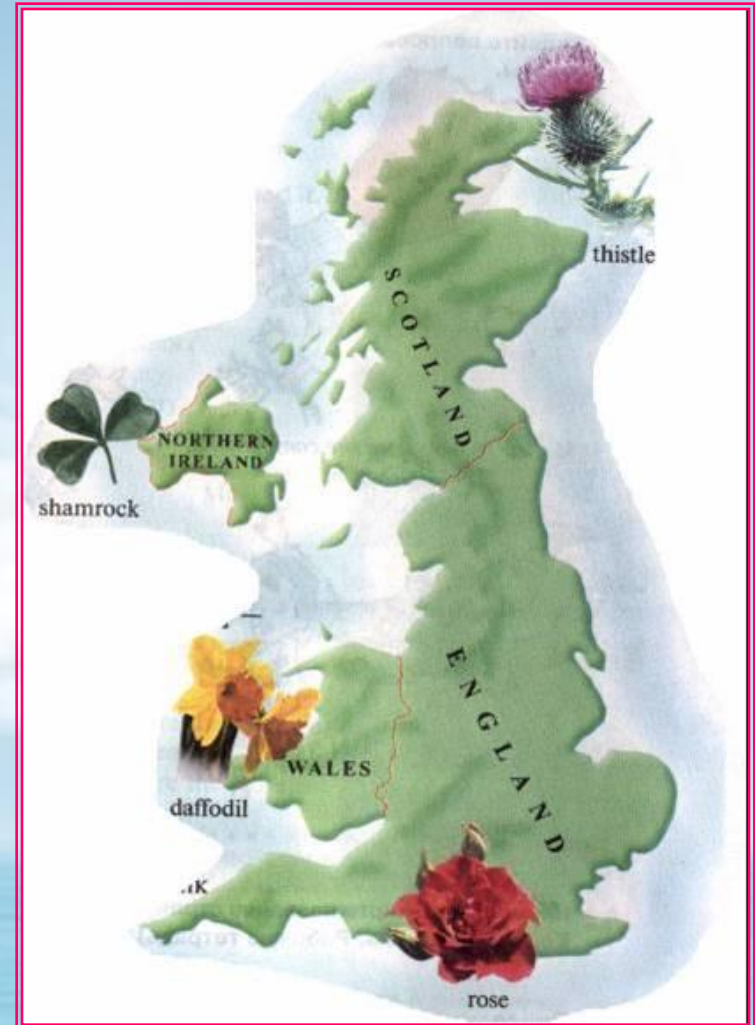 thistle
SCOTLAND
NORTHERN
IRELAND
shamrock
ENGLAND
WALES
daffodil
rose